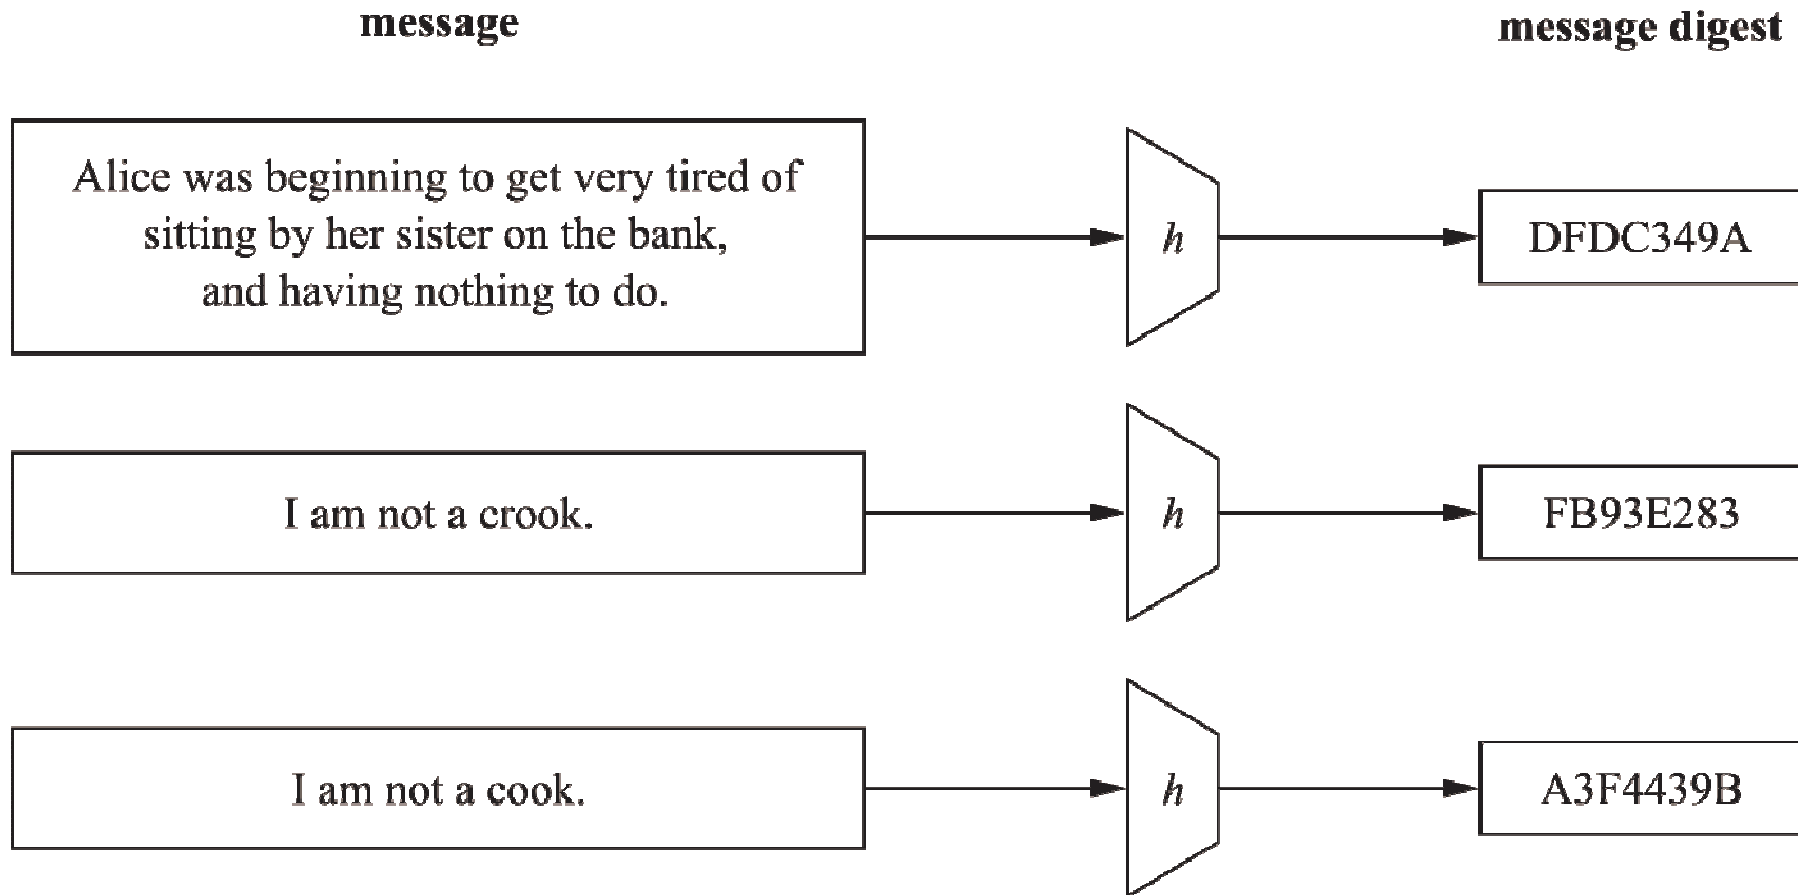 message
message digest
Alice was beginning to get very tired of
sitting by her sister on the bank,
and having nothing to do.
h
DFDC349A
I am not a crook.
h
FB93E283
I am not a cook.
h
A3F4439B